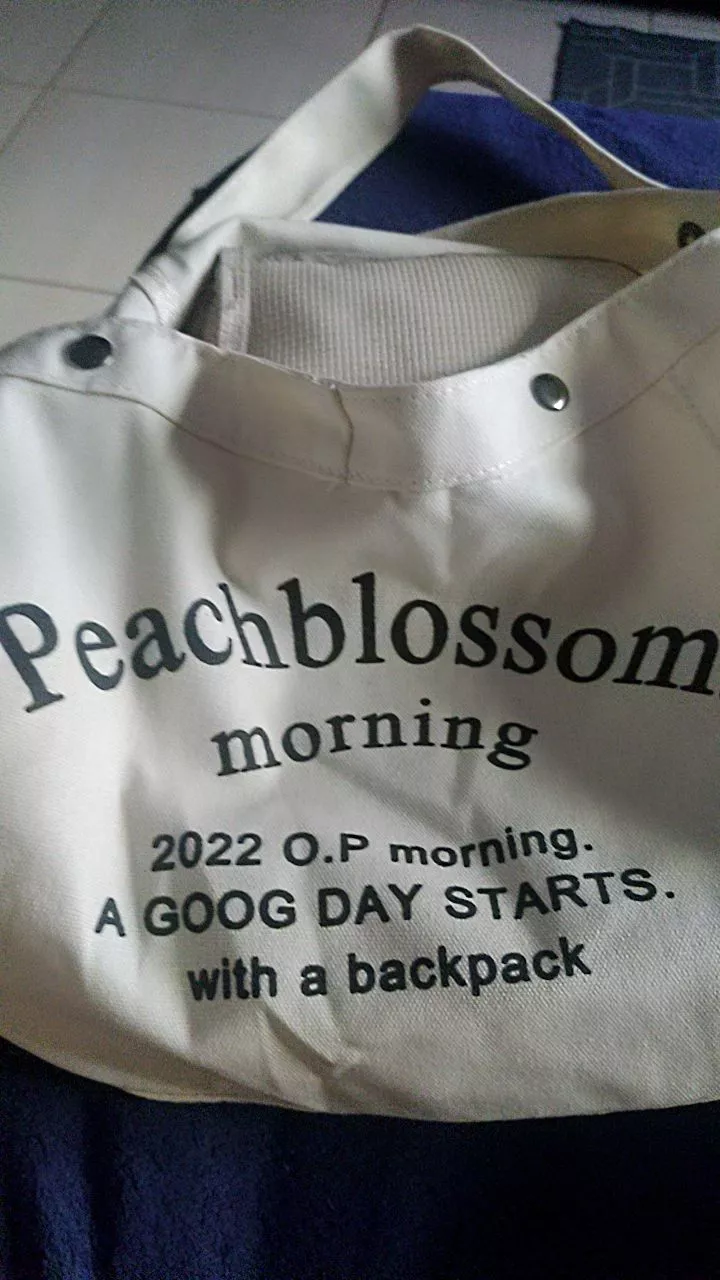 Peachblossom
morning
2022 O.P morning.
A GOOG DAY STARTS.
with a backpack